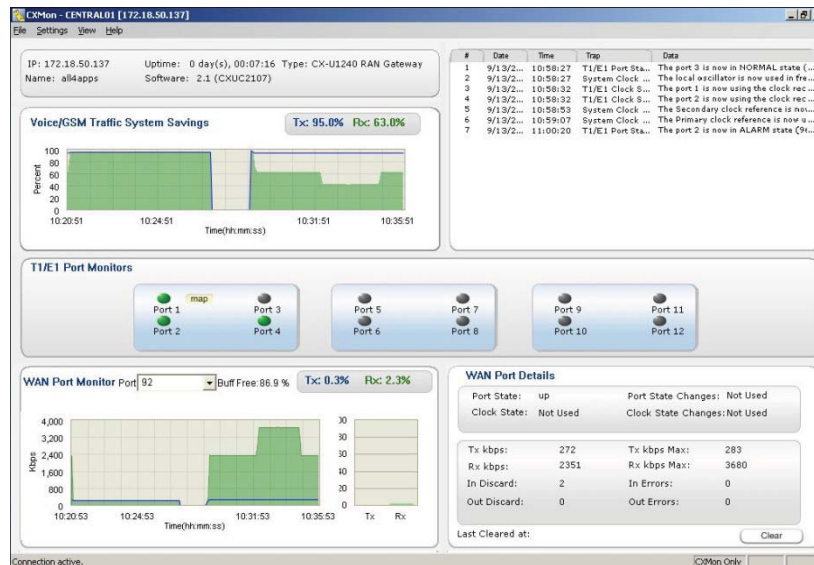 CXMon - CENTRAL01 [172.18.50.137]
File Settings View Help
IP: 172.18.50.137 Uptime: 0 day(s), 00:07:16 Type: CX-U1240 RAN Gateway
Name: all4apps Software: 2.1 (CXUC2107)
# Date Time Trap Data
1 9/13/2... 10:58:27 T1/E1 Port Sta... The port 3 is now in NORMAL state (...
2 9/13/2... 10:58:27 System Clock ... The local oscillator is now used in fre...
3 9/13/2... 10:58:32 T1/E1 Clock S... The port 1 is now using the clock rec...
4 9/13/2... 10:58:32 T1/E1 Clock S... The port 2 is now using the clock rec...
5 9/13/2... 10:58:53 System Clock ... The Secondary clock reference is now...
6 9/13/2... 10:59:07 System Clock ... The Primary clock reference is now u...
7 9/13/2... 11:00:20 T1/E1 Port Sta... The port 2 is now in ALARM state
Voice/GSM Traffic System Savings Tx: 95.0% Rx: 63.0%
Percent
100
80
60
40
20
0
10:20:51 10:24:51 10:31:51 10:35:51
Time(hh:mm:ss)
T1/E1 Port Monitors
map
Port 1 Port 3 Port 5 Port 7 Port 9 Port 11
Port 2 Port 4 Port 6 Port 8 Port 10 Port 12
WAN Port Monitor Port 92 Buff Free:86.9 % Tx: 0.3% Rx: 2.3%
Kbps
4,000
3,200
2,400
1,600
800
0
10:20:53 10:24:53 10:31:53 10:35:53
Time(hh:mm:ss)
60
40
20
0
Tx Rx
WAN Port Details
Port State: up Port State Changes: Not Used
Clock State: Not Used Clock State Changes: Not Used
Tx kbps: 272 Tx kbps Max: 283
Rx kbps: 2351 Rx kbps Max: 3680
In Discard: 2 In Errors: 0
Out Discard: 0 Out Errors: 0
Last Cleared at: Clear
Connection active. CXMon Only